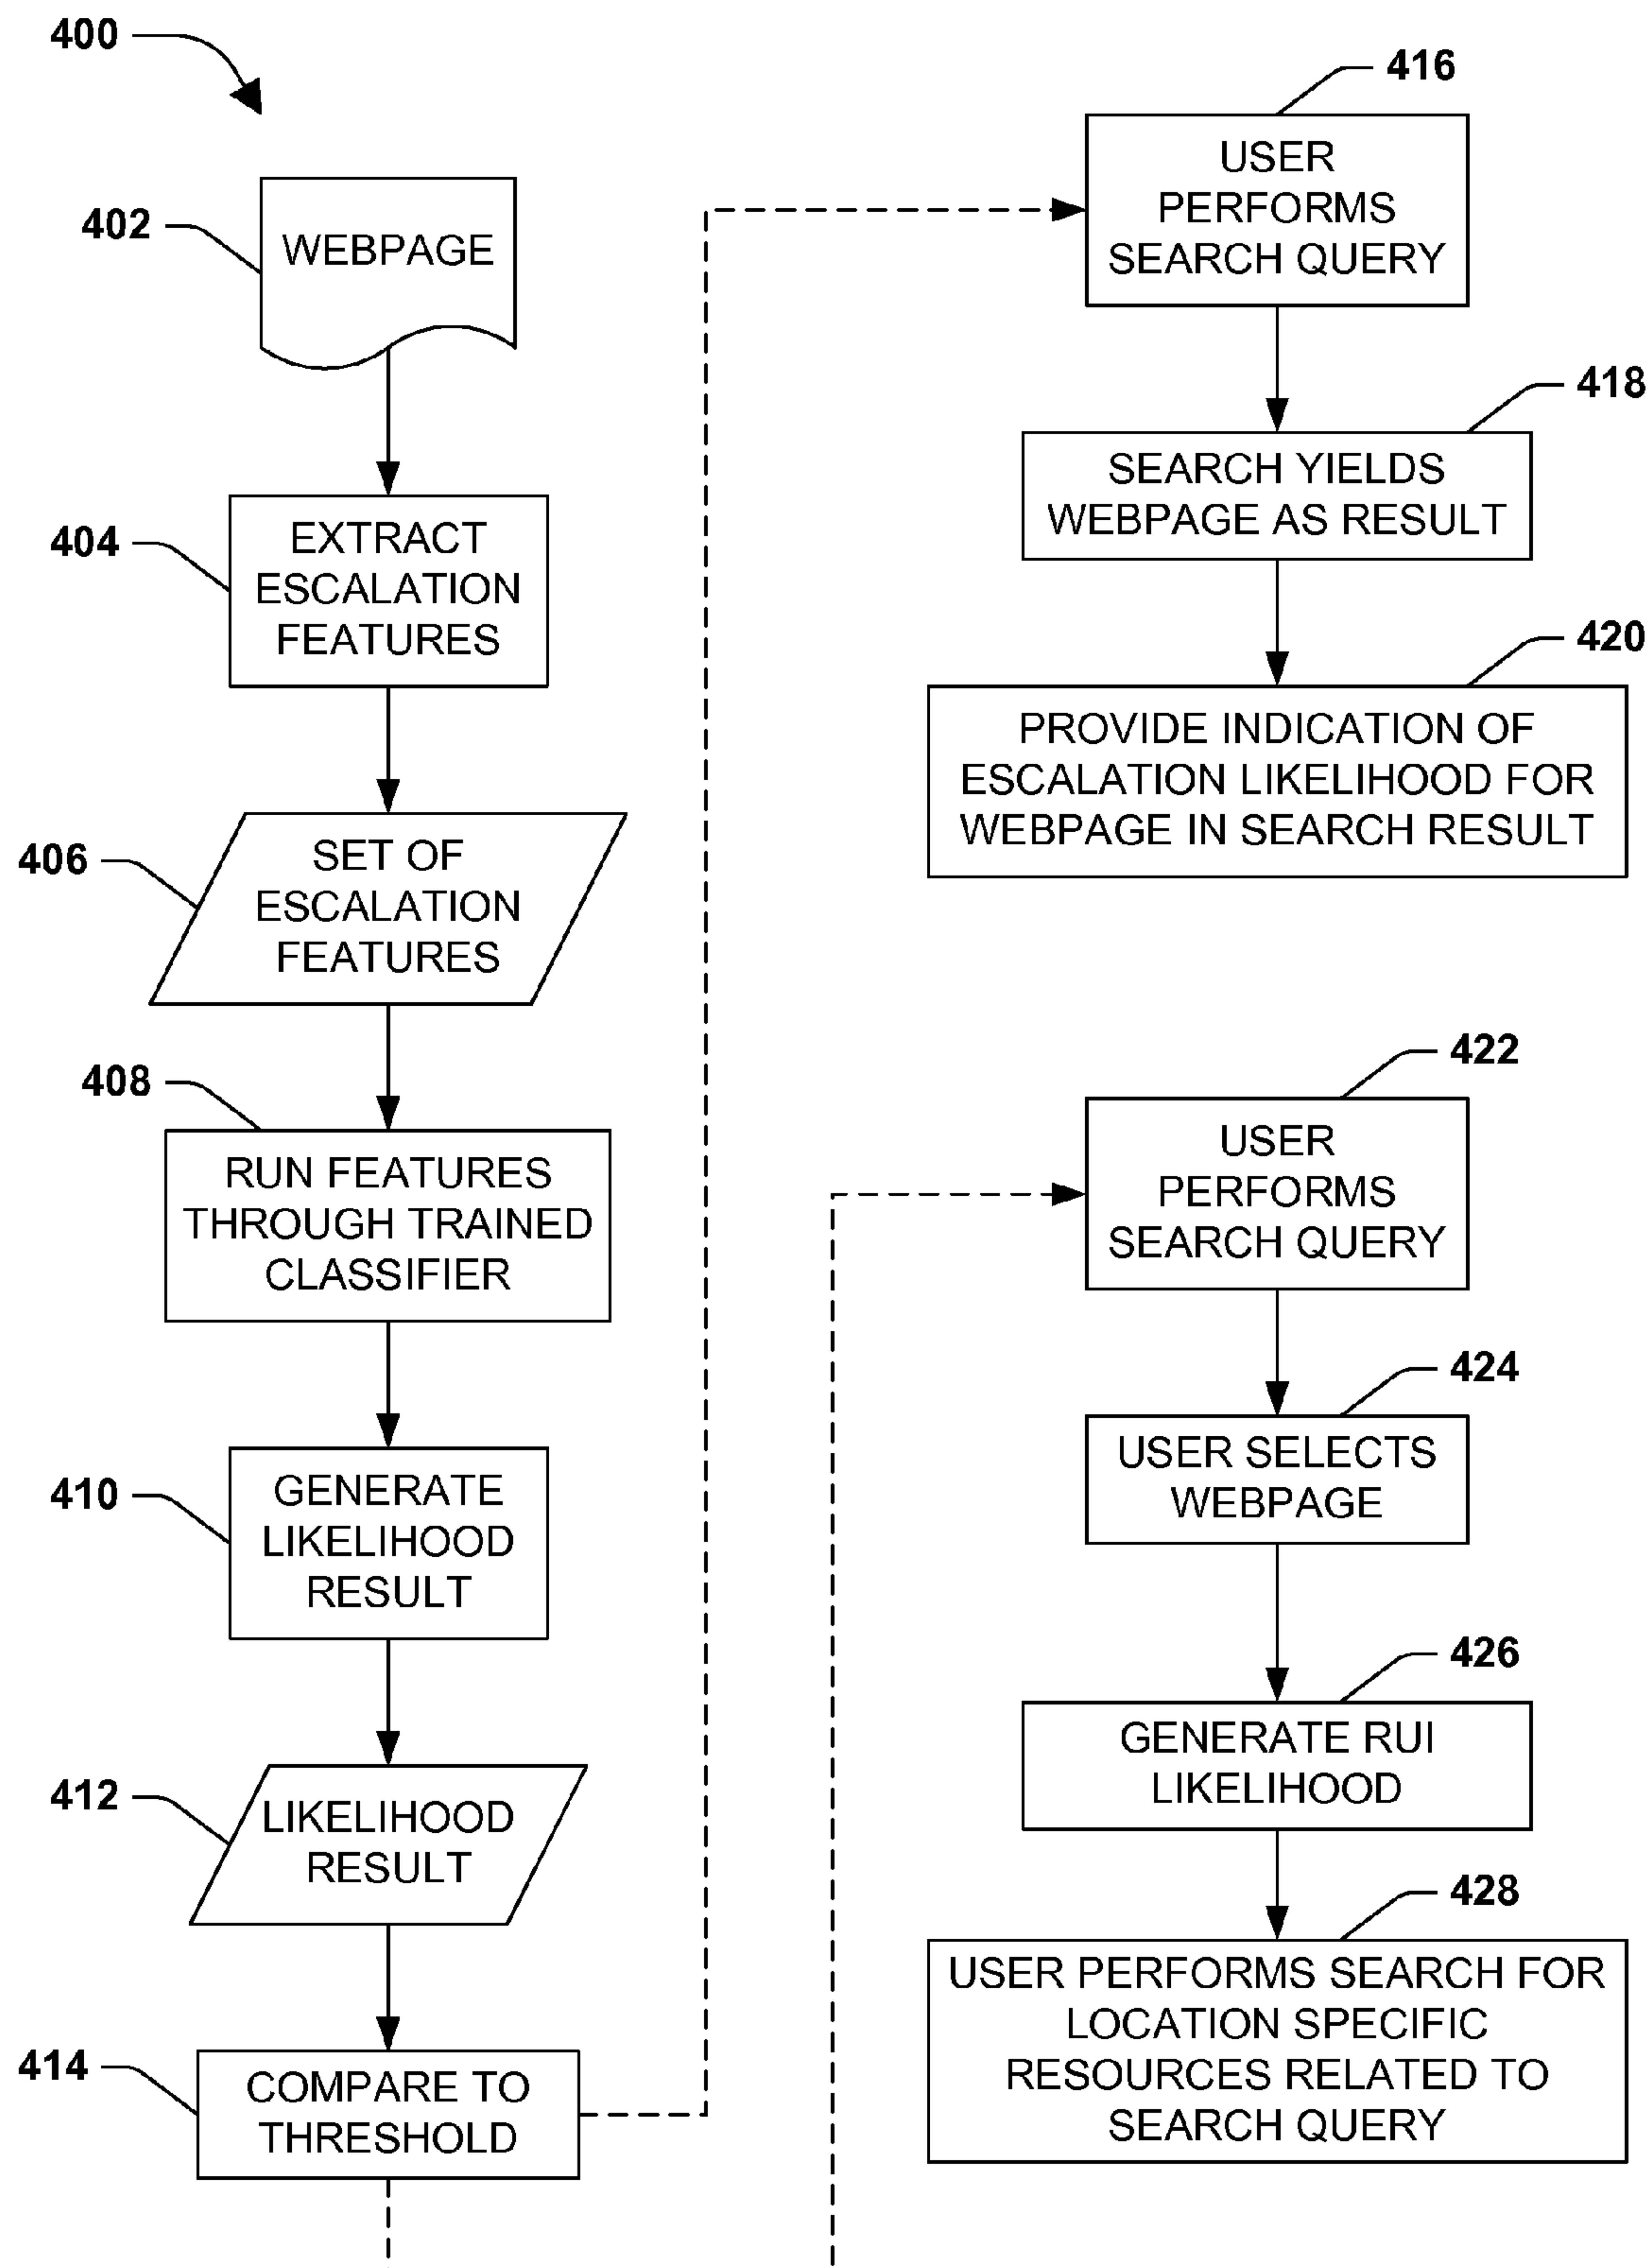 400
402
WEBPAGE
404
EXTRACT
ESCALATION
FEATURES
406
SET OF
ESCALATION
FEATURES
408
RUN FEATURES
THROUGH TRAINED
CLASSIFIER
410
GENERATE
LIKELIHOOD
RESULT
412
LIKELIHOOD
RESULT
414
COMPARE TO
THRESHOLD
416
USER
PERFORMS
SEARCH QUERY
418
SEARCH YIELDS
WEBPAGE AS RESULT
420
PROVIDE INDICATION OF
ESCALATION LIKELIHOOD FOR
WEBPAGE IN SEARCH RESULT
422
USER
PERFORMS
SEARCH QUERY
424
USER SELECTS
WEBPAGE
426
GENERATE RUI
LIKELIHOOD
428
USER PERFORMS SEARCH FOR
LOCATION SPECIFIC
RESOURCES RELATED TO
SEARCH QUERY